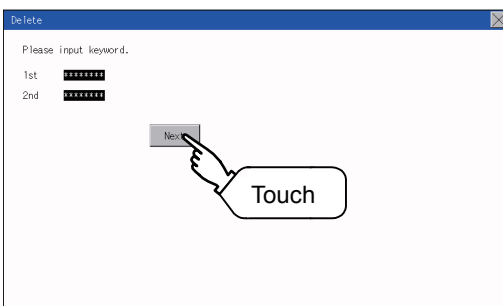 Delete
Please input keyword.
1st ********
2nd ********
Next
Touch